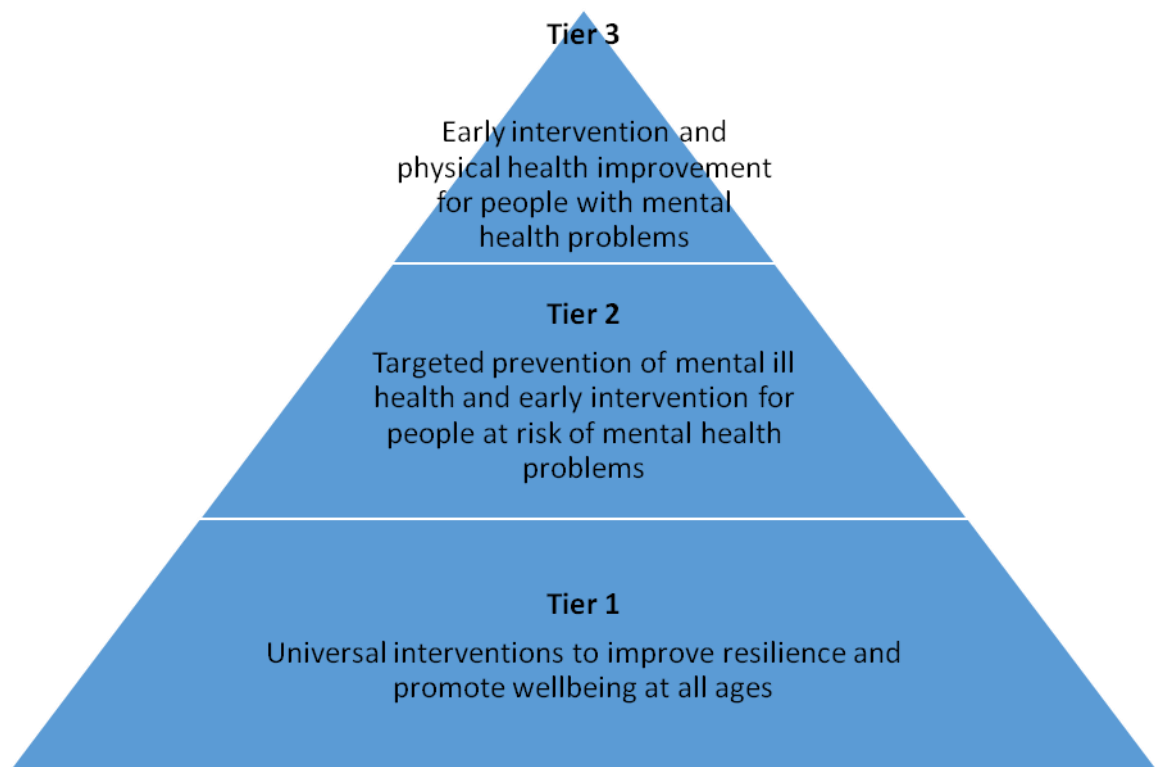 Tier 3
Early intervention and
physical health improvement
for people with mental
health problems
Tier 2
Targeted prevention of mental ill
health and early intervention for
people at risk of mental health
problems
Tier 1
Universal interventions to improve resilience and
promote wellbeing at all ages